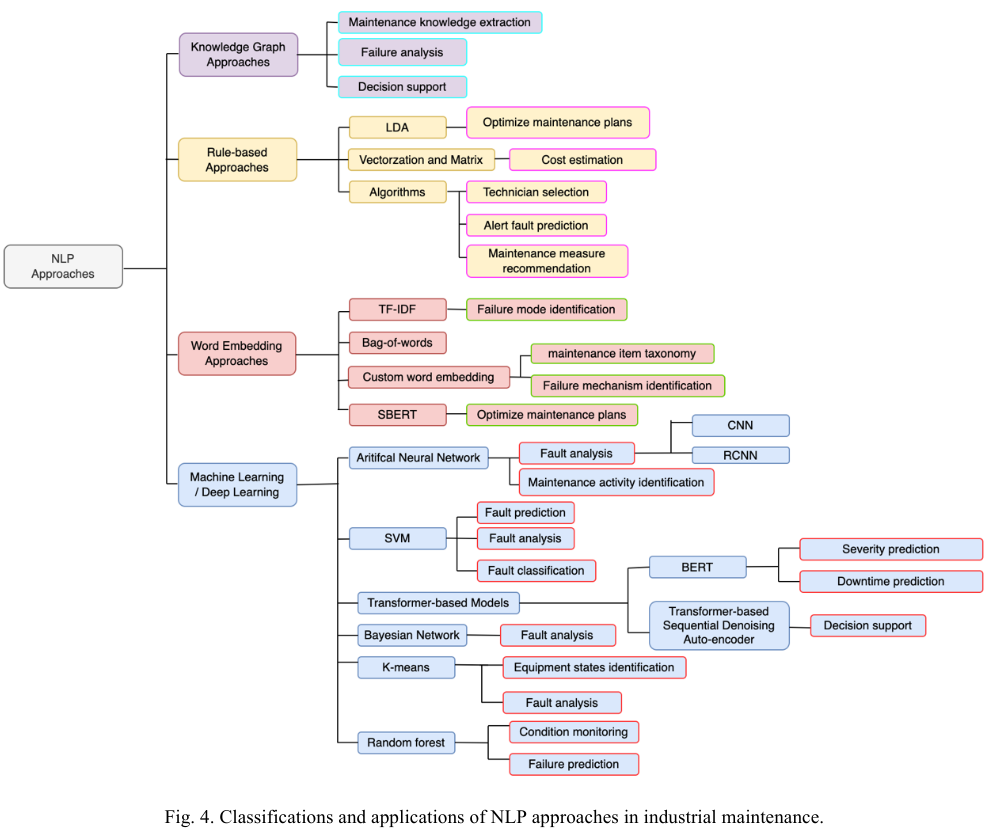 NLP
Approaches
Knowledge Graph
Approaches
Maintenance knowledge extraction
Failure analysis
Decision support
Rule-based
Approaches
LDA
Optimize maintenance plans
Vectorzation and Matrix
Cost estimation
Algorithms
Technician selection
Alert fault prediction
Maintenance measure
recommendation
Word Embedding
Approaches
TF-IDF
Failure mode identification
Bag-of-words
Custom word embedding
maintenance item taxonomy
Failure mechanism identification
SBERT
Optimize maintenance plans
Machine Learning
/ Deep Learning
Aritifcal Neural Network
Fault analysis
CNN
RCNN
Maintenance activity identification
SVM
Fault prediction
Fault analysis
Fault classification
Transformer-based Models
BERT
Severity prediction
Downtime prediction
Transformer-based
Sequential Denoising
Auto-encoder
Decision support
Bayesian Network
Fault analysis
K-means
Equipment states identification
Fault analysis
Random forest
Condition monitoring
Failure prediction
Fig. 4. Classifications and applications of NLP approaches in industrial maintenance.